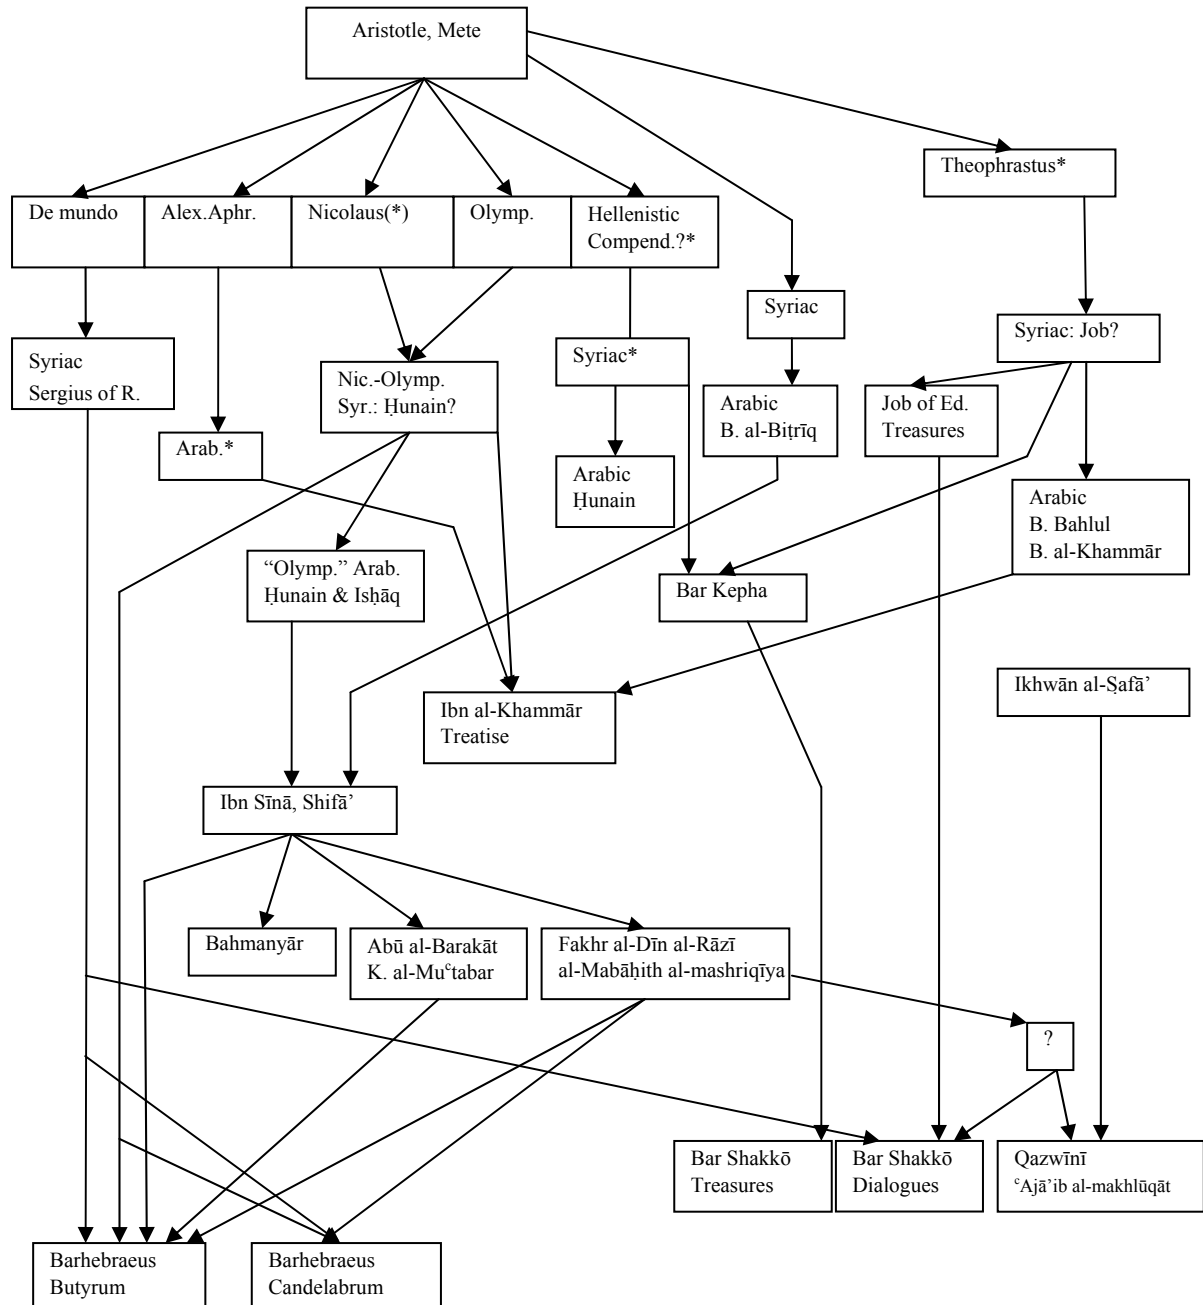 Aristotle, Mete
Theophrastus*
De mundo
Alex.Aphr.
Nicolaus(*)
Olymp.
Hellenistic
Compend.?*
Syriac
Syriac: Job?
Syriac
Sergius of R.
Syriac*
Nic.-Olymp.
Syr.: Ḥunain?
Arabic
B. al-Biṭrīq
Job of Ed.
Treasures
Arab.*
Arabic
Ḥunain
Arabic
B. Bahlul
B. al-Khammār
“Olymp.” Arab.
Ḥunain & Isḥāq
Bar Kepha
Ikhwān al-Ṣafā’
Ibn al-Khammār
Treatise
Ibn Sīnā, Shifā’
Bahmanyār
Abū al-Barakāt
K. al-Muᶜtabar
Fakhr al-Dīn al-Rāzī
al-Mabāḥith al-mashriqīya
?
Bar Shakkō
Treasures
Bar Shakkō
Dialogues
Qazwīnī
ᶜAjā’ib al-makhlūqāt
Barhebraeus
Butyrum
Barhebraeus
Candelabrum